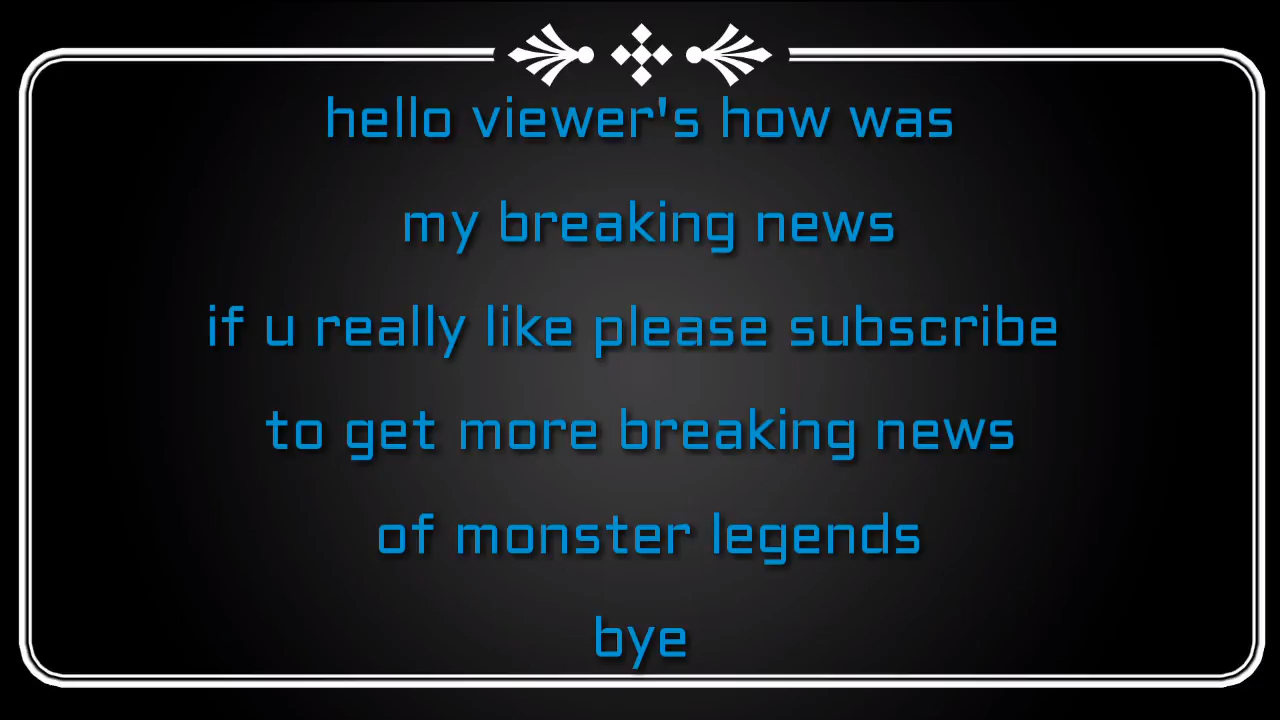 hello viewer's how was
my breaking news
if u really like please subscribe
to get more breaking news
of monster legends
bye